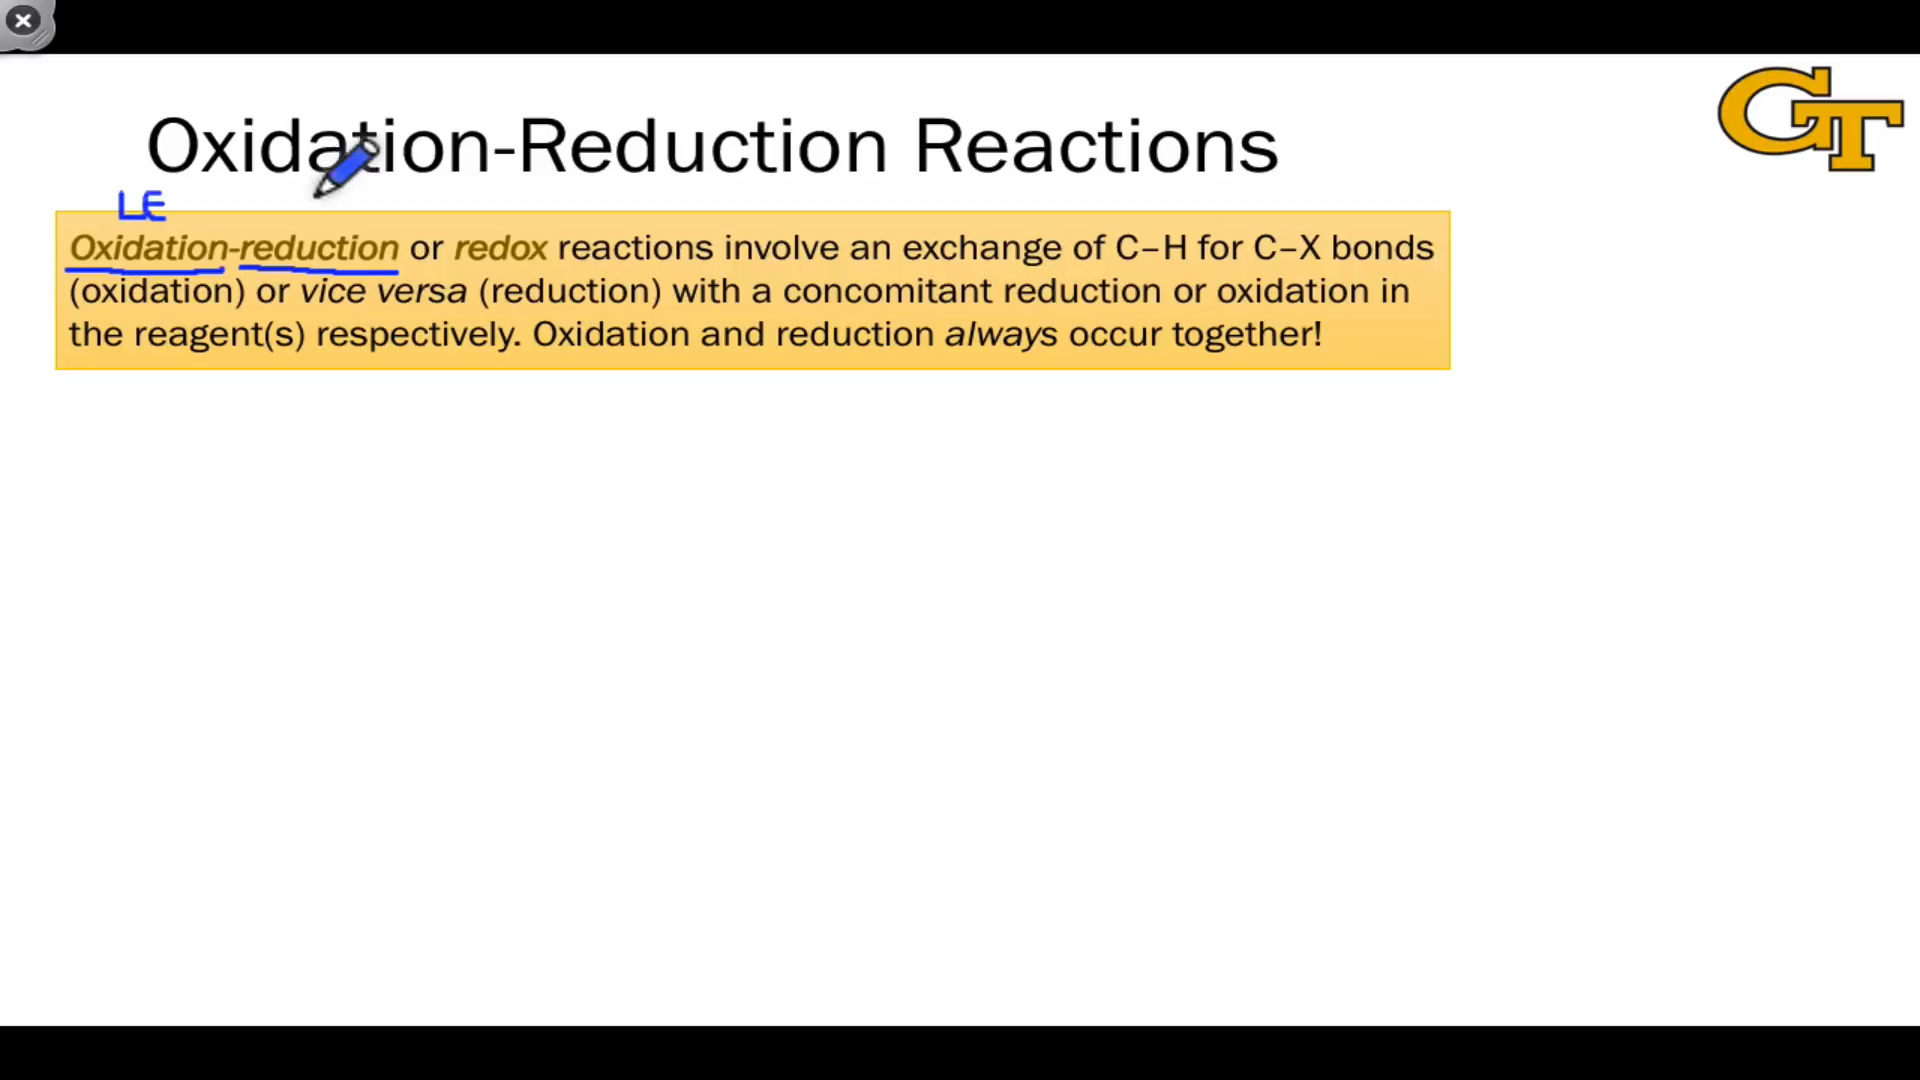 GT
Oxidation-Reduction Reactions
LE
Oxidation-reduction or redox reactions involve an exchange of C–H for C–X bonds
(oxidation) or vice versa (reduction) with a concomitant reduction or oxidation in
the reagent(s) respectively. Oxidation and reduction always occur together!